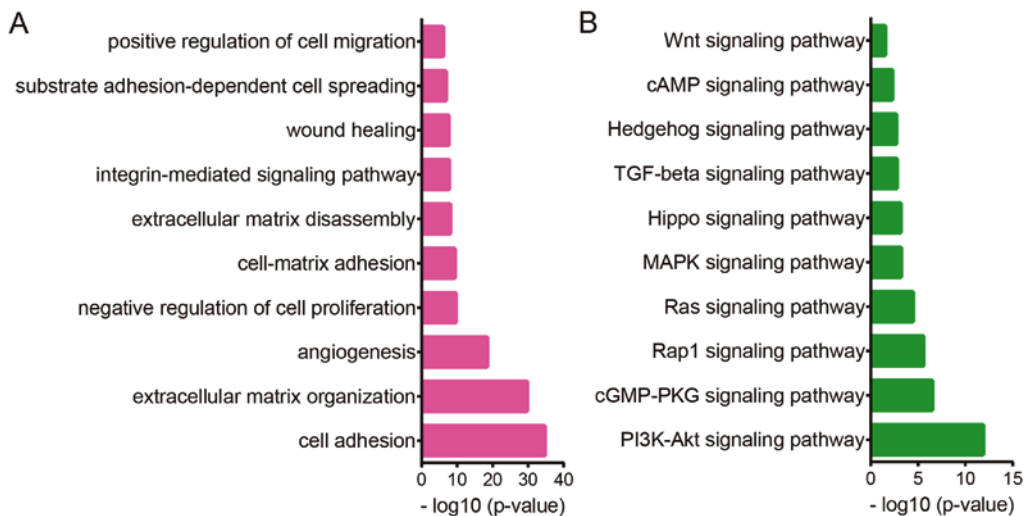 A
positive regulation of cell migration
substrate adhesion-dependent cell spreading
wound healing
integrin-mediated signaling pathway
extracellular matrix disassembly
cell-matrix adhesion
negative regulation of cell proliferation
angiogenesis
extracellular matrix organization
cell adhesion
0 10 20 30 40
- log10 (p-value)
B
Wnt signaling pathway
cAMP signaling pathway
Hedgehog signaling pathway
TGF-beta signaling pathway
Hippo signaling pathway
MAPK signaling pathway
Ras signaling pathway
Rap1 signaling pathway
cGMP-PKG signaling pathway
PI3K-Akt signaling pathway
0 5 10 15
- log10 (p-value)